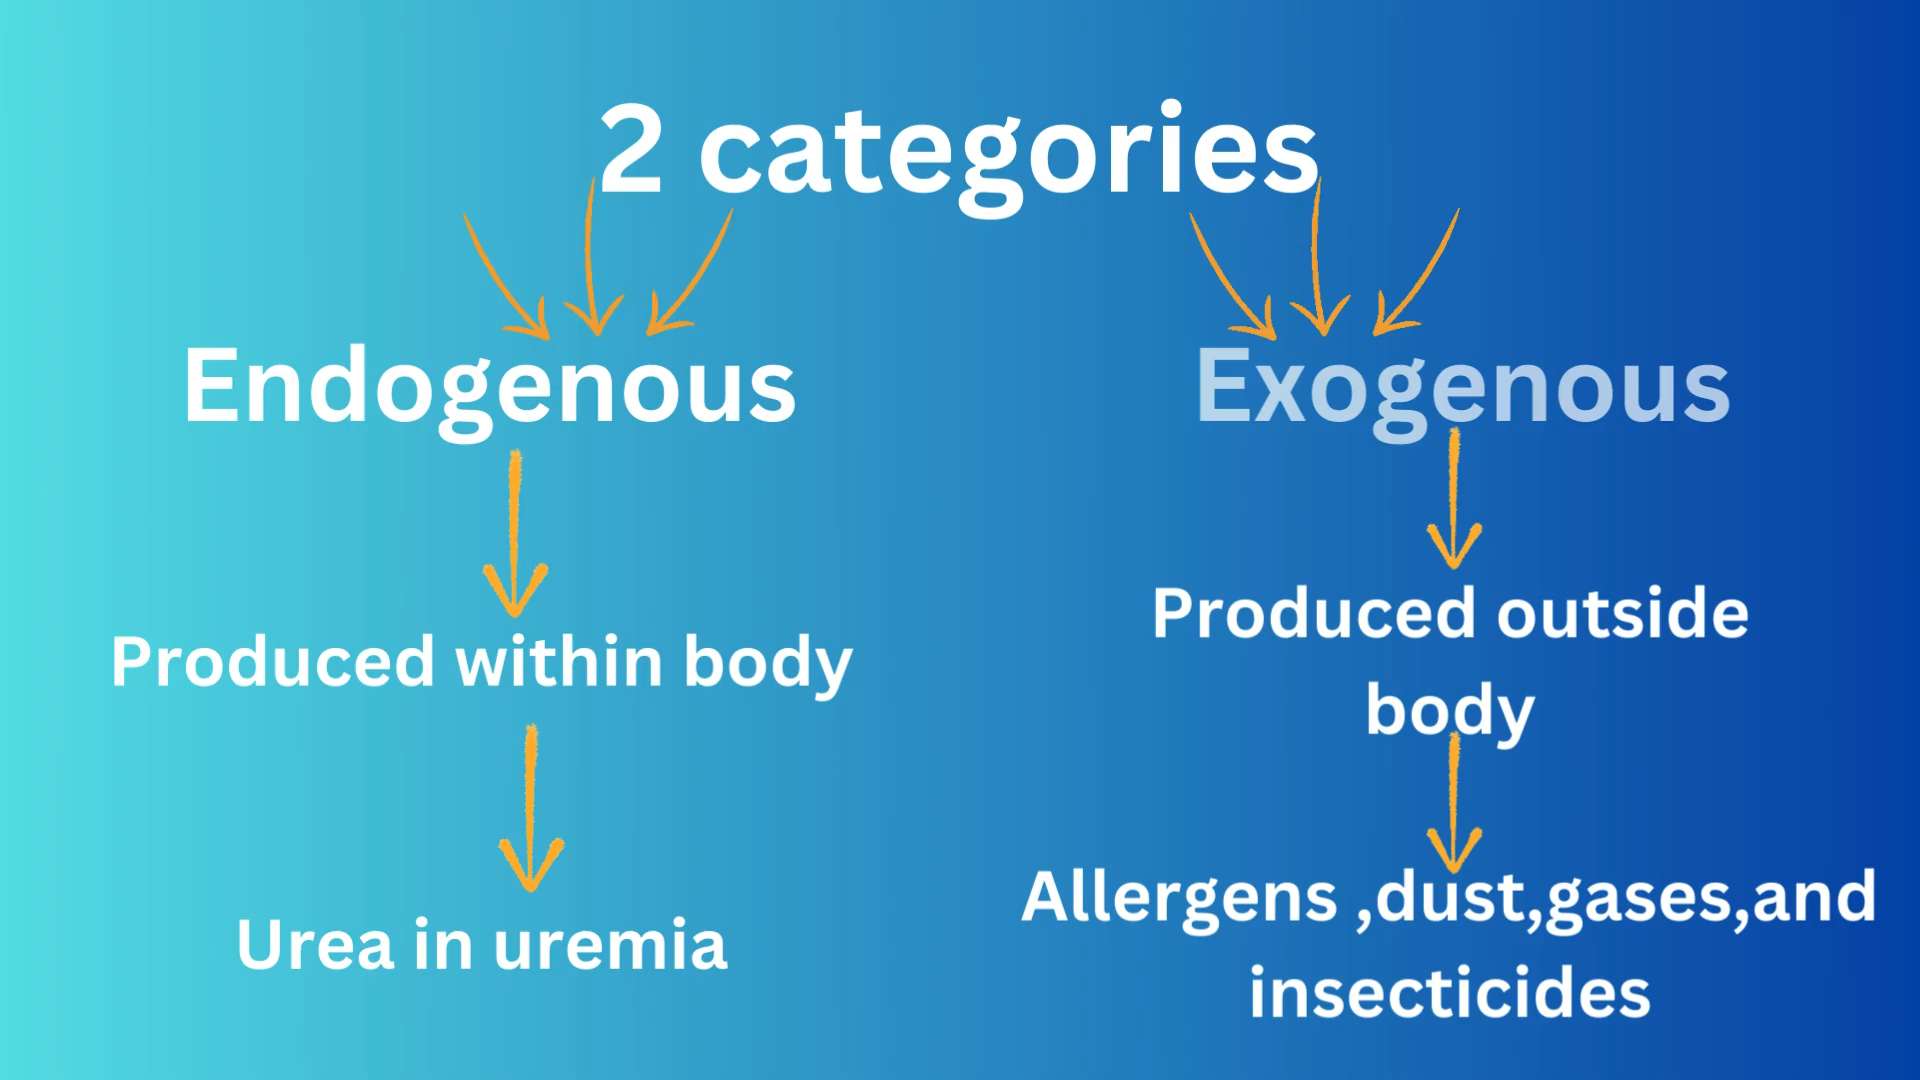 2 categories
Endogenous
Exogenous
Produced within body
Produced outside
body
Urea in uremia
Allergens ,dust,gases,and
insecticides